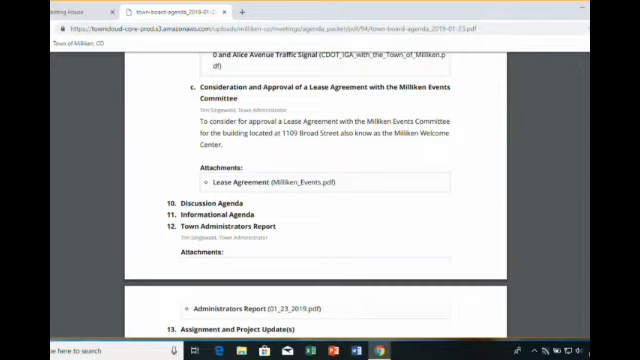 eeting House
town-board-agenda_2019-01-23
https://towncloud-core-prod.s3.amazonaws.com/uploads/milliken-co/meetings/agenda_packet/pdf/94/town-board-agenda_2019-01-23.pdf
Town of Milliken, CO
0 and Alice Avenue Traffic Signal (CDOT_IGA_with_the_Town_of_Milliken.p
df)
c. Consideration and Approval of a Lease Agreement with the Milliken Events
Committee
Tim Singewald, Town Administrator
To consider for approval a Lease Agreement with the Milliken Events Committee
for the building located at 1109 Broad Street also know as the Milliken Welcome
Center.
Attachments:
Lease Agreement (Milliken_Events.pdf)
10. Discussion Agenda
11. Informational Agenda
12. Town Administrators Report
Tim Singewald, Town Administrator
Attachments:
Administrators Report (01_23_2019.pdf)
13. Assignment and Project Update(s)
here to search